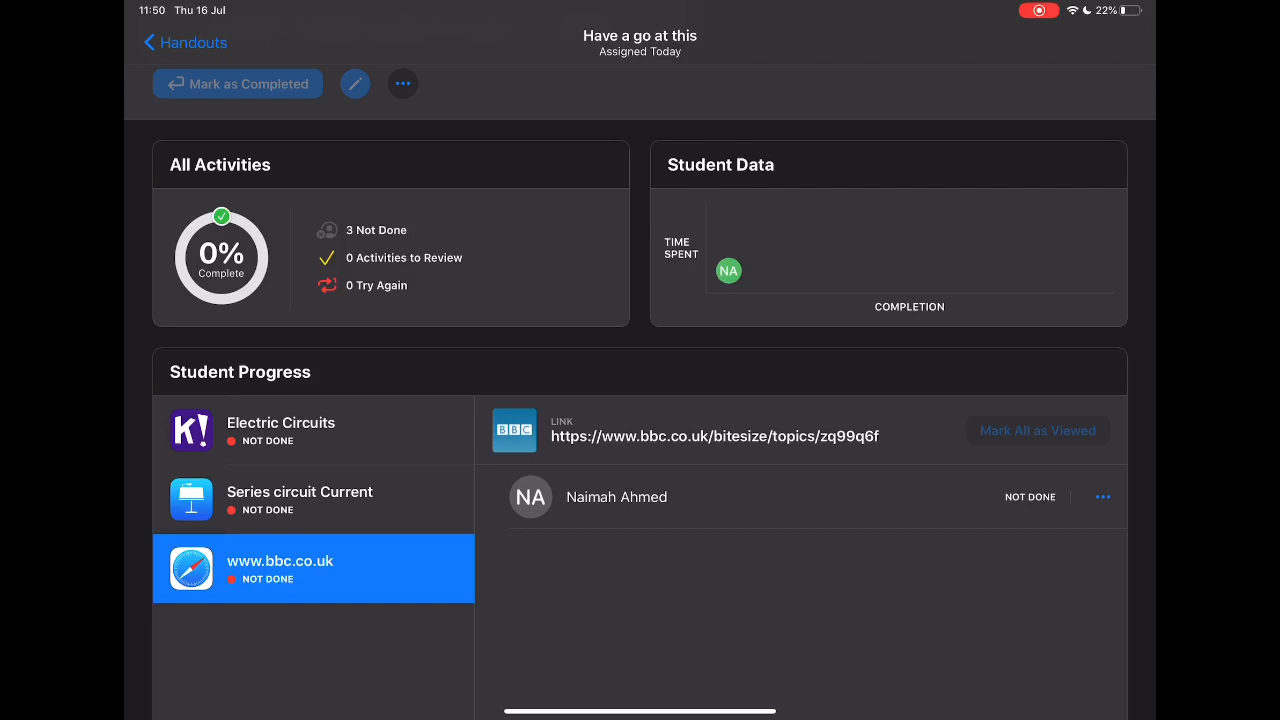 11:50 Thu 16 Jul
22%
Handouts
Have a go at this
Assigned Today
Mark as Completed
All Activities
0%
Complete
3 Not Done
0 Activities to Review
0 Try Again
Student Data
TIME
SPENT
NA
COMPLETION
Student Progress
K!
Electric Circuits
NOT DONE
Series circuit Current
NOT DONE
www.bbc.co.uk
NOT DONE
BBC
LINK
https://www.bbc.co.uk/bitesize/topics/zq99q6f
Mark All as Viewed
NA
Naimah Ahmed
NOT DONE